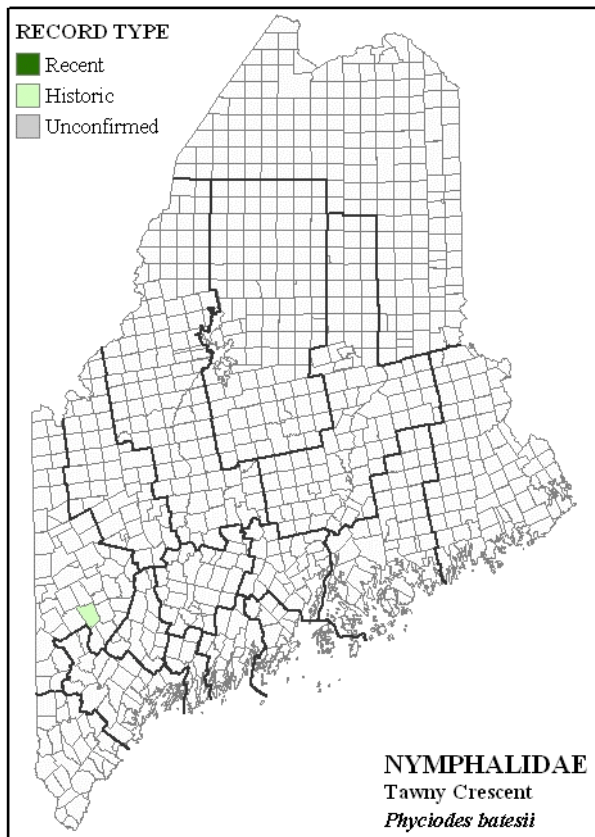 RECORD TYPE
Recent
Historic
Unconfirmed
NYMPHALIDAE
Tawny Crescent
Phyciodes batesii